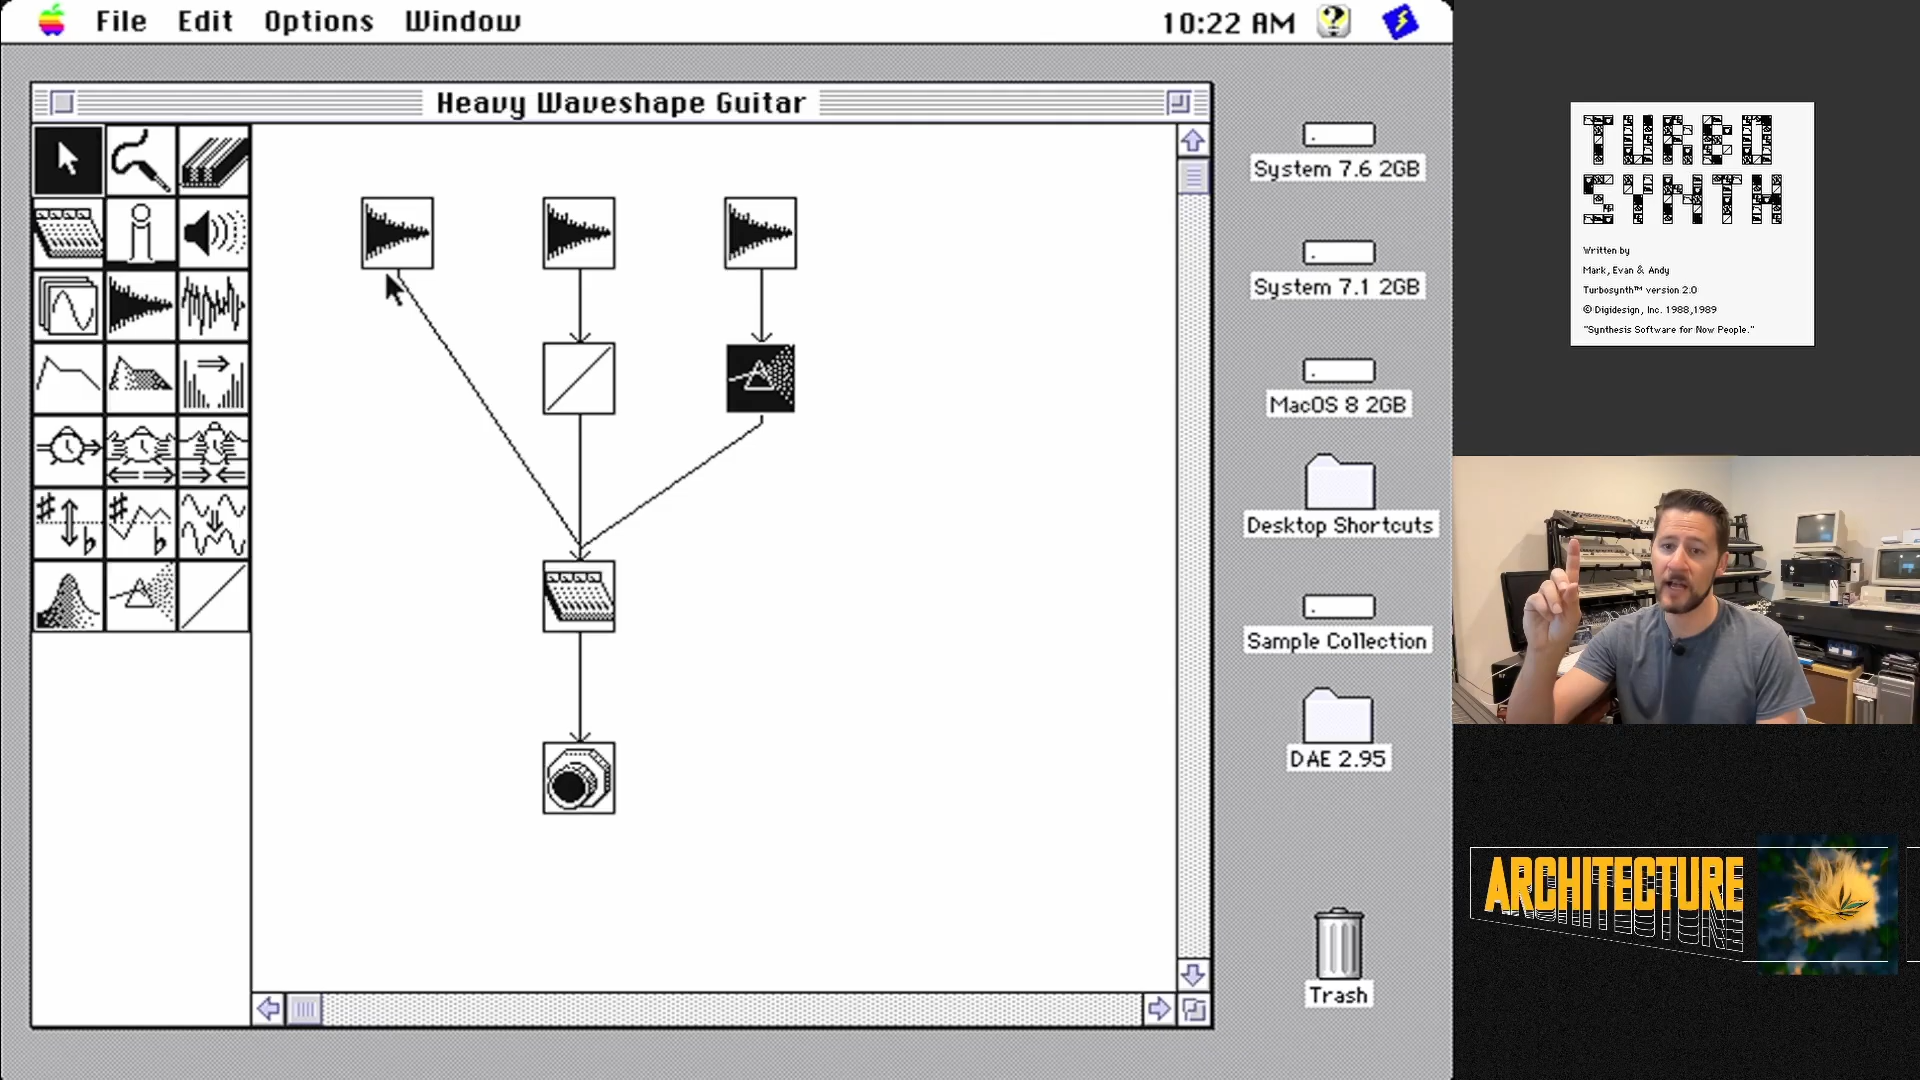 File Edit Options Window 10:22 AM
Heavy Waveshape Guitar
System 7.6 2GB
System 7.1 2GB
MacOS 8 2GB
Desktop Shortcuts
Sample Collection
DAE 2.95
Trash
TURBO
SYNTH
Written by
Mark, Evan & Andy
Turbosynth™ version 2.0
© Digidesign, Inc. 1988,1989
"Synthesis Software for Now People."
ARCHITECTURE